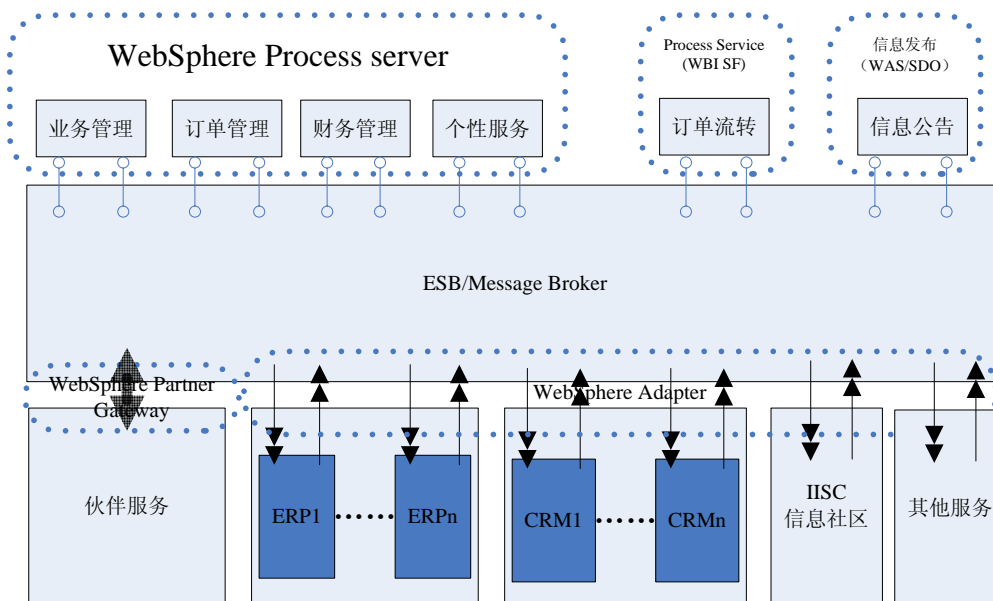 WebSphere Process server
Process Service
(WBI SF)
信息发布
（WAS/SDO）
业务管理
订单管理
财务管理
个性服务
订单流转
信息公告
ESB/Message Broker
WebSphere Partner
Gateway
WebSphere Adapter
伙伴服务
ERP1
ERPn
CRM1
CRMn
IISC
信息社区
其他服务